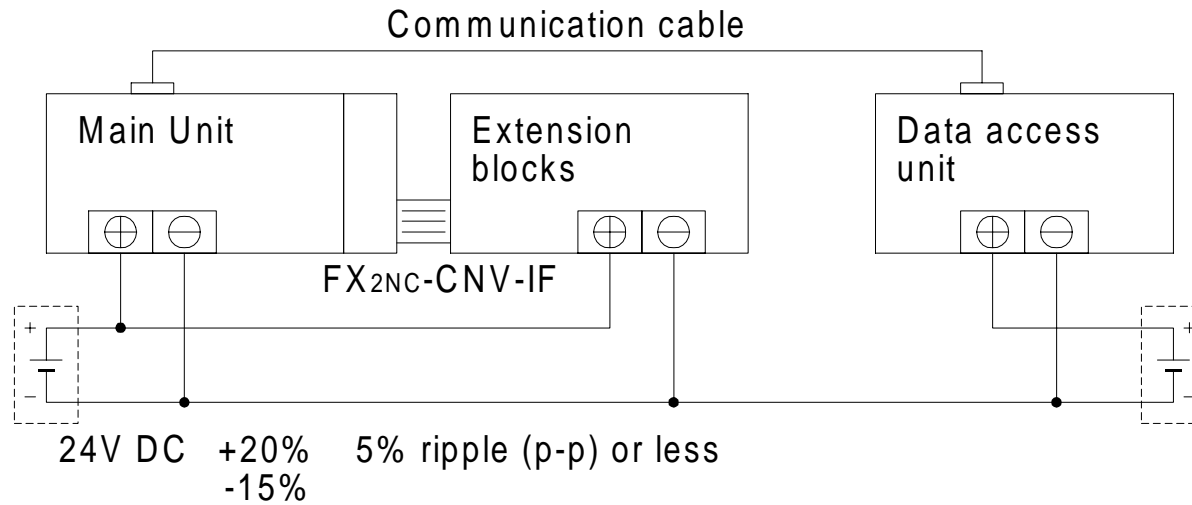 Communication cable
Main Unit
Extension
blocks
Data access
unit
FX2NC-CNV-IF
+
-
+
-
24V DC +20% 5% ripple (p-p) or less
-15%